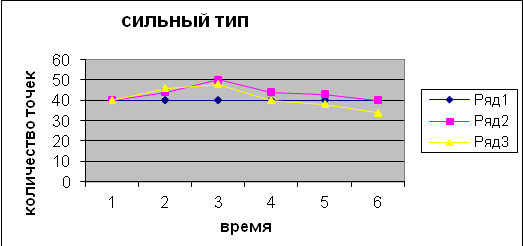 сильный тип
количество точек
60
50
40
30
20
10
0
1 2 3 4 5 6
время
Ряд1
Ряд2
Ряд3